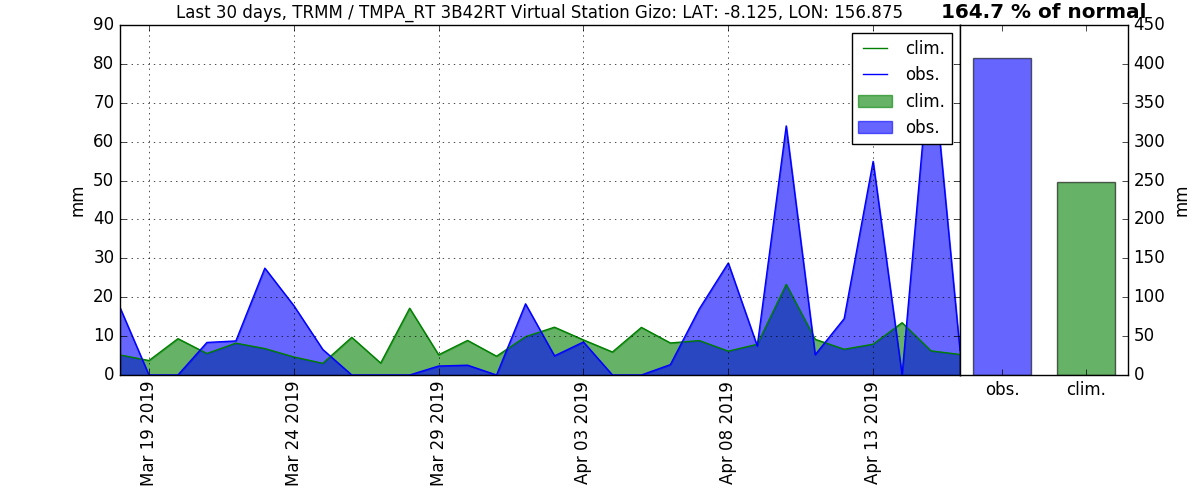 Last 30 days, TRMM / TMPA_RT 3B42RT Virtual Station Gizo: LAT: -8.125, LON: 156.875
164.7 % of normal
90
80
70
60
50
40
30
20
10
0
mm
clim.
obs.
clim.
obs.
Mar 19 2019
Mar 24 2019
Mar 29 2019
Apr 03 2019
Apr 08 2019
Apr 13 2019
450
400
350
300
250
200
150
100
50
0
mm
obs.
clim.